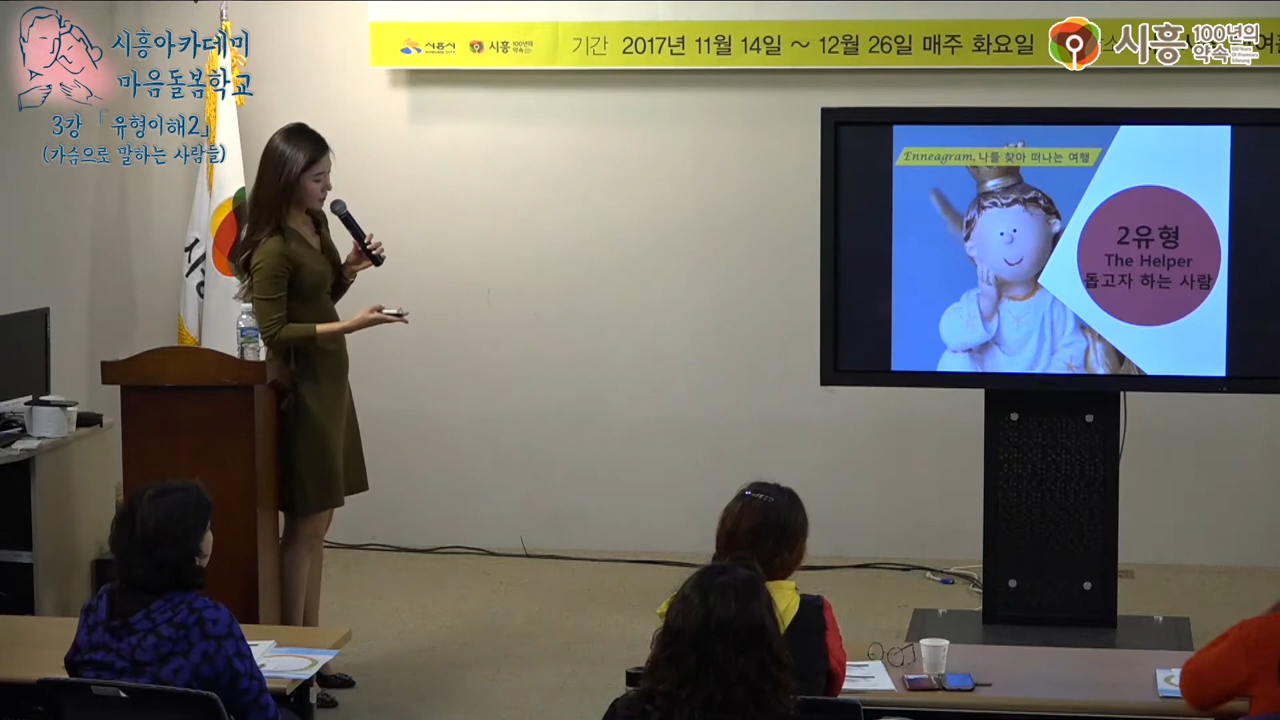 시흥아카데미
마음돌봄학교
3강 「유형이해2」
(가슴으로 말하는 사람들)
시흥시 시흥 100년의 약속 기간 2017년 11월 14일 ~ 12월 26일 매주 화요일
시흥 100년의
약속
Enneagram, 나를 찾아 떠나는 여행
2유형
The Helper
돕고자 하는 사람